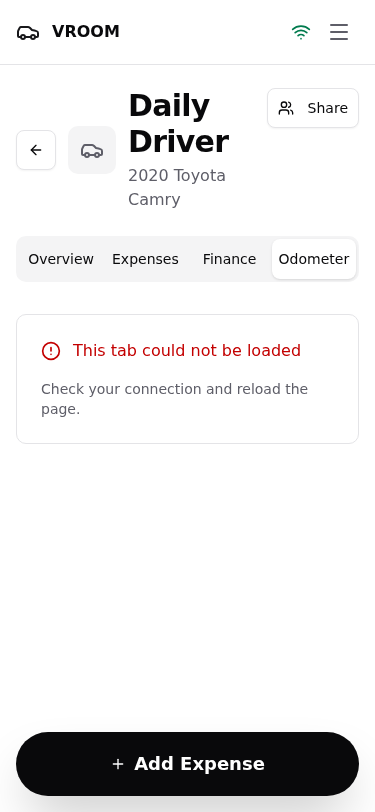 VROOM
Daily
Driver
2020 Toyota
Camry
Share
Overview
Expenses
Finance
Odometer
This tab could not be loaded
Check your connection and reload the
page.
Add Expense